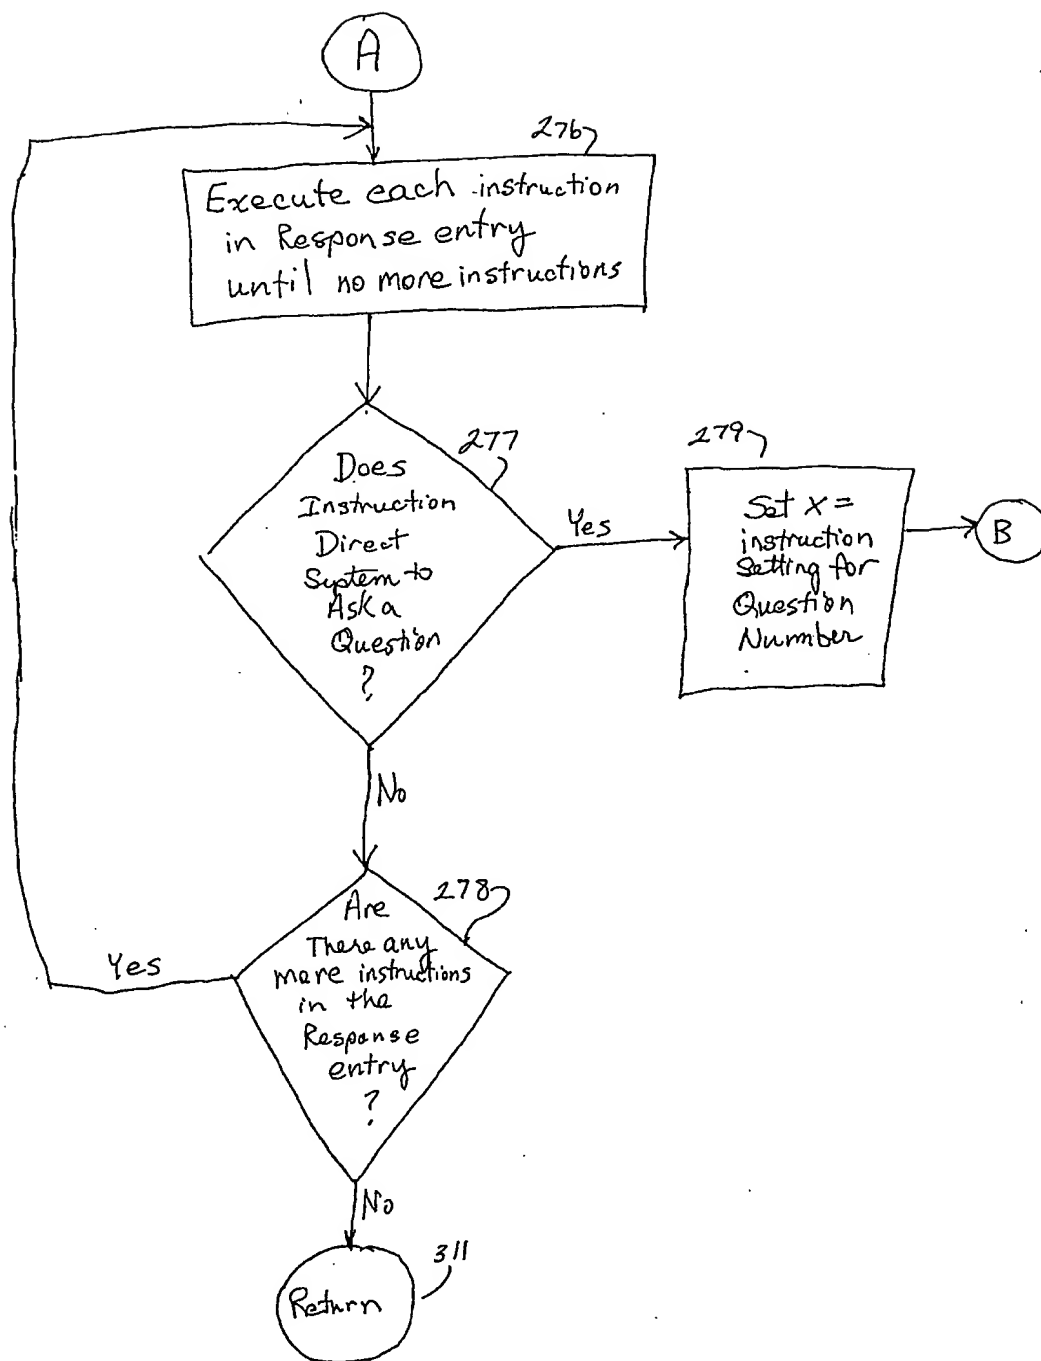 A
276
Execute each instruction
in Response entry
until no more instructions
277
Does
Instruction
Direct
System to
Ask a
Question
?
Yes
279
Set X =
instruction
Setting for
Question
Number
B
No
278
Are
There any
more instructions
in the
Response
entry
?
Yes
No
311
Return